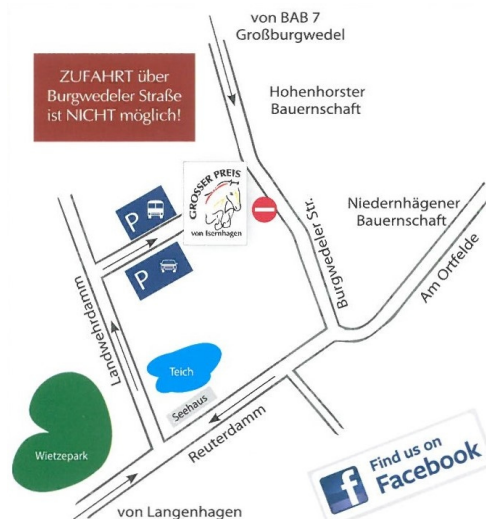 von BAB 7
Großburgwedel
ZUFAHRT über
Burgwedeler Straße
ist NICHT möglich!
Hohenhorster
Bauernschaft
GROSSER PREIS
von Isernhagen
P
P
Niedernhägener
Bauernschaft
Burgwedeler Str.
Am Ortfelde
Landwehrdamm
Teich
Seehaus
Reuterdamm
Wietzepark
von Langenhagen
f
Find us on
Facebook